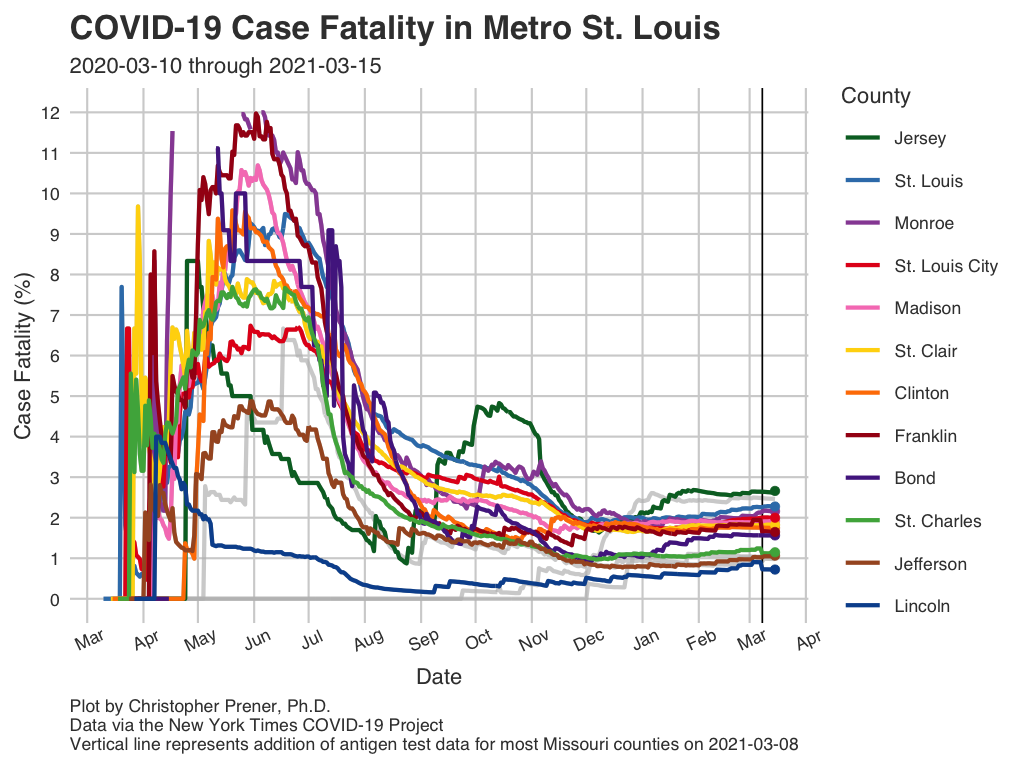 COVID-19 Case Fatality in Metro St. Louis
2020-03-10 through 2021-03-15
Case Fatality (%)
12
11
10
9
8
7
6
5
4
3
2
1
0
Mar Apr May Jun Jul Aug Sep Oct Nov Dec Jan Feb Mar Apr
Date
County
Jersey
St. Louis
Monroe
St. Louis City
Madison
St. Clair
Clinton
Franklin
Bond
St. Charles
Jefferson
Lincoln
Plot by Christopher Prener, Ph.D.
Data via the New York Times COVID-19 Project
Vertical line represents addition of antigen test data for most Missouri counties on 2021-03-08